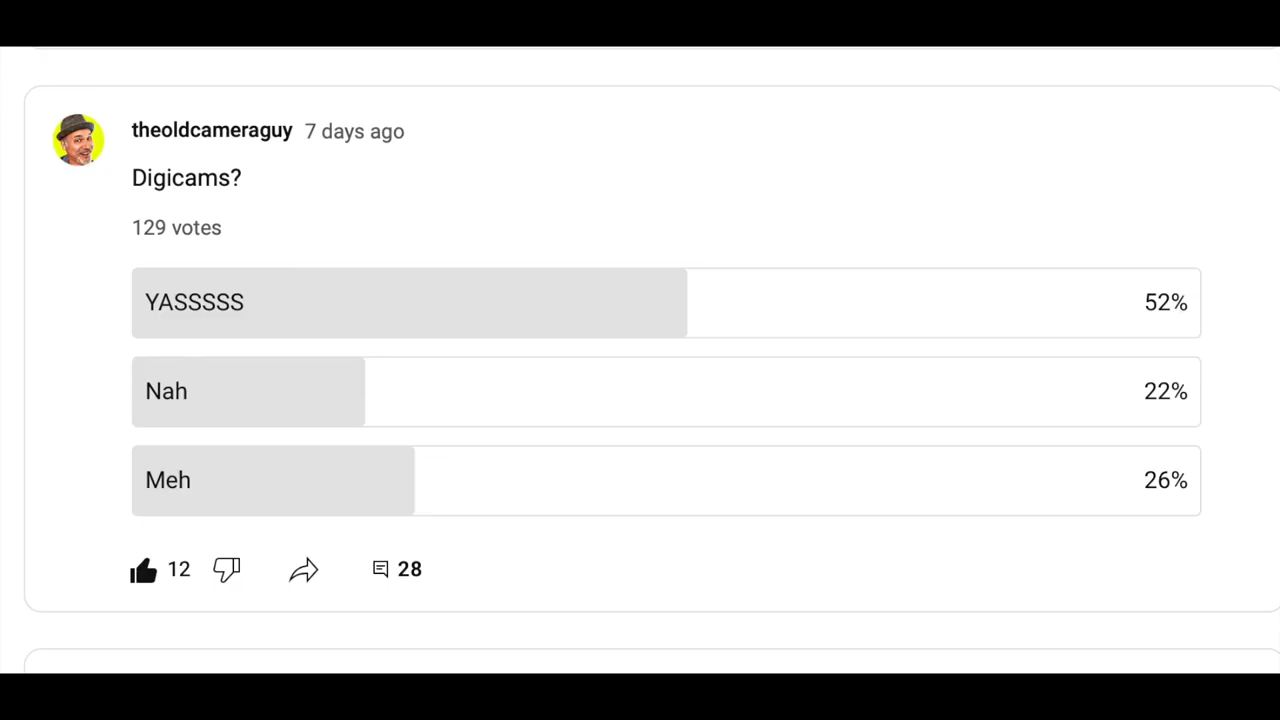 theoldcameraguy 7 days ago
Digicams?
129 votes
YASSSSS 52%
Nah 22%
Meh 26%
12 28